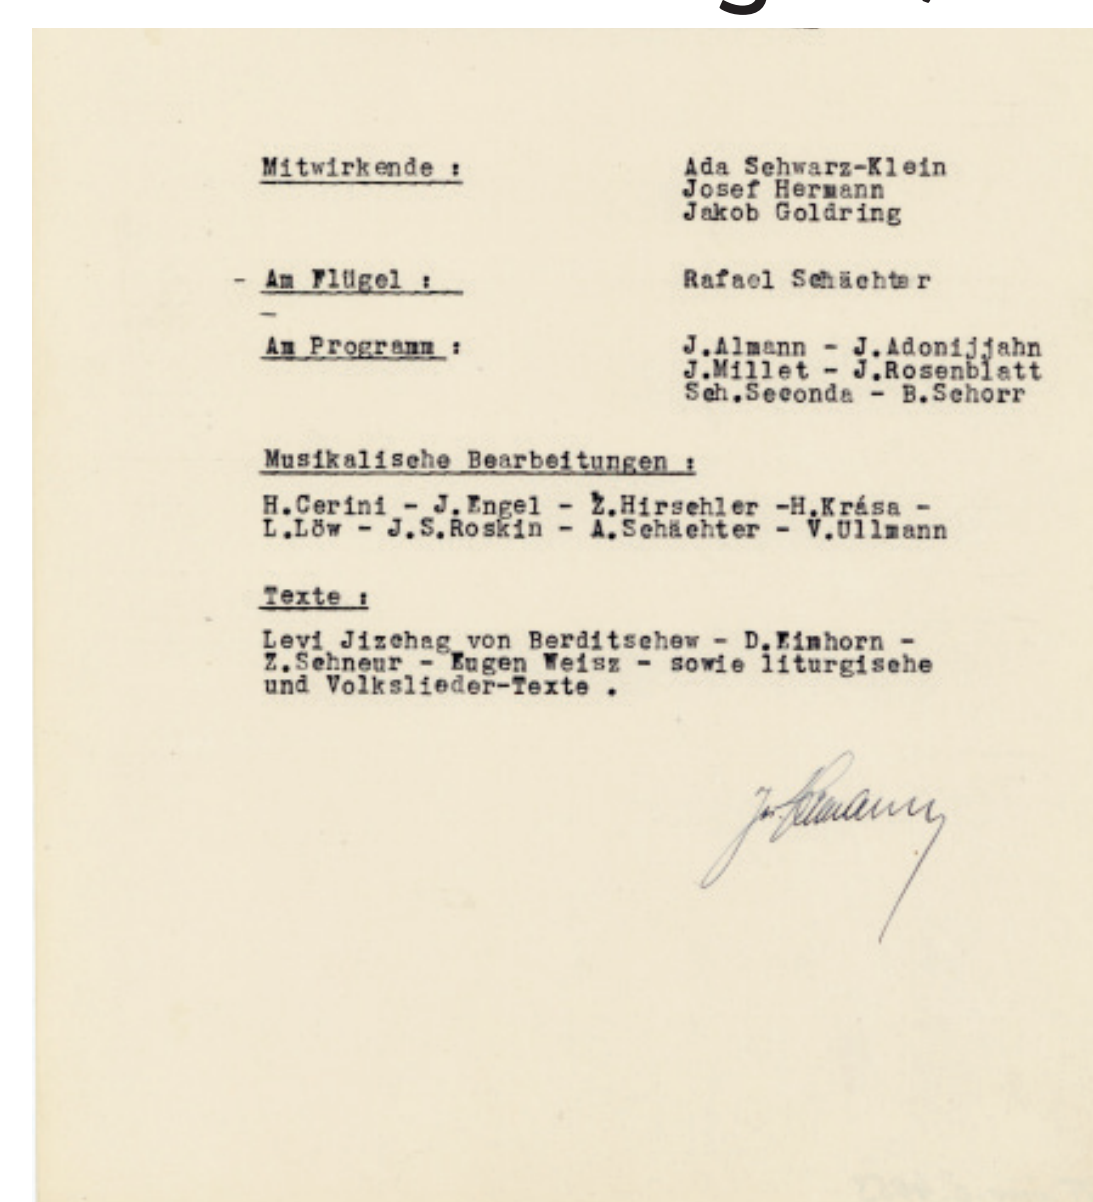 Mitwirkende :
Ada Schwarz-Klein
Josef Hermann
Jakob Goldring
- Am Flügel :
Rafael Schächter
Am Programm :
J.Almann - J.Adonijjahn
J.Millet - J.Rosenblatt
Sch.Seconda - B.Schorr
Musikalische Bearbeitungen :
H.Cerini - J.Engel - Z.Hirschler -H.Krása -
L.Löw - J.S.Roskin - A.Schächter - V.Ullmann
Texte :
Levi Jizchag von Berditschew - D.Einhorn -
Z.Schneur - Eugen Weisz - sowie liturgische
und Volkslieder-Texte .